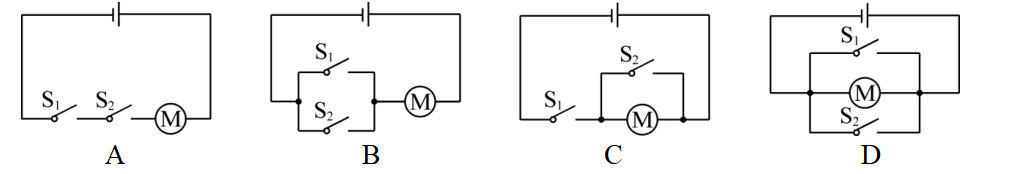 S₁ S₂ M
S₁
S₂ M
S₂
S₁ M
S₁
M
S₂
A B C D